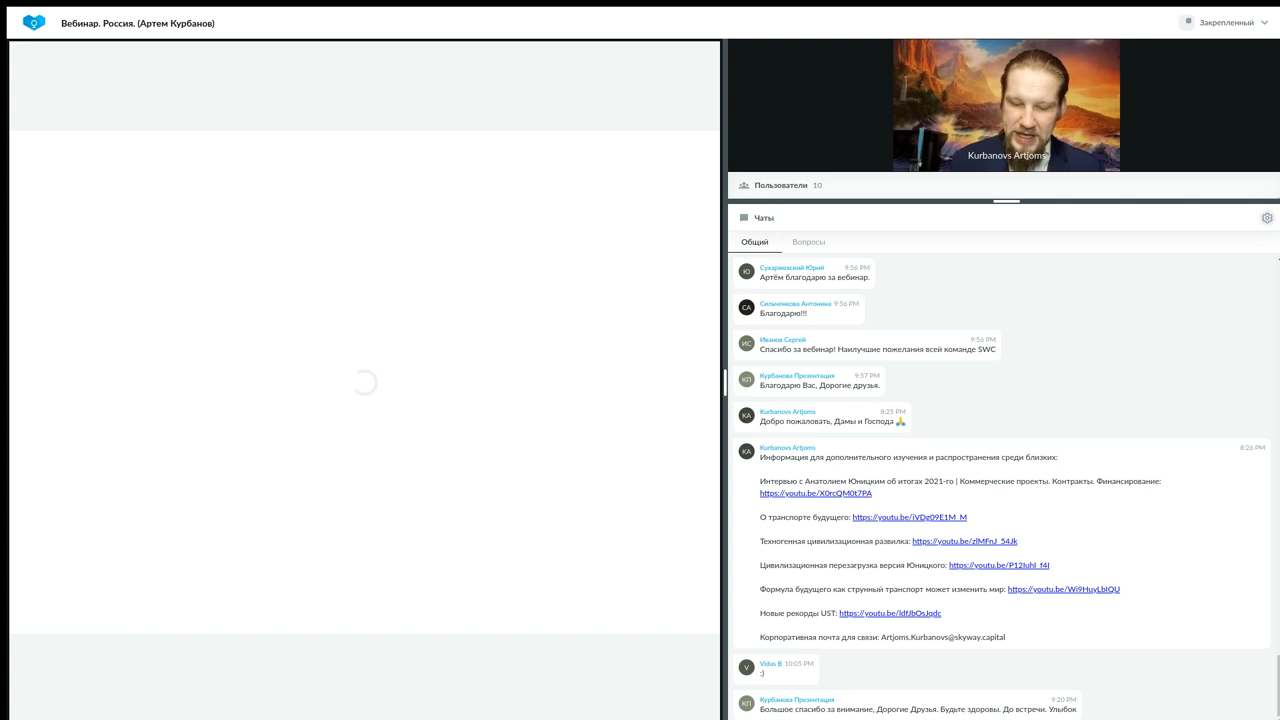 Вебинар. Россия. (Артем Курбанов)
Закрепленный
Kurbanovs Artjoms
Пользователи 10
Чаты
Общий Вопросы
Ю Сухаржевский Юрий 9:56 PM
Артём благодарю за вебинар.
СА Сильченкова Антонина 9:56 PM
Благодарю!!!
ИС Иванов Сергей 9:56 PM
Спасибо за вебинар! Наилучшие пожелания всей команде SWC
КП Курбанова Презентация 9:57 PM
Благодарю Вас, Дорогие друзья.
KA Kurbanovs Artjoms 8:25 PM
Добро пожаловать, Дамы и Господа 🙏
KA Kurbanovs Artjoms 8:26 PM
Информация для дополнительного изучения и распространения среди близких:
Интервью с Анатолием Юницким об итогах 2021-го | Коммерческие проекты. Контракты. Финансирование:
https://youtu.be/X0rcQM0t7PA
О транспорте будущего: https://youtu.be/iVDg09E1M_M
Техногенная цивилизационная развилка: https://youtu.be/zlMFnJ_54Jk
Цивилизационная перезагрузка версия Юницкого: https://youtu.be/P12Iuhl_f4I
Формула будущего как струнный транспорт может изменить мир: https://youtu.be/Wi9HuyLbIQU
Новые рекорды UST: https://youtu.be/ldfJbOsJqdc
Корпоративная почта для связи: Artjoms.Kurbanovs@skyway.capital
V Vidas B 10:05 PM
:)
КП Курбанова Презентация 9:20 PM
Большое спасибо за внимание, Дорогие Друзья. Будьте здоровы. До встречи. Улыбок